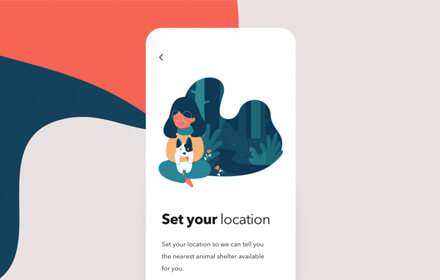 Set your location
Set your location so we can tell you
the nearest animal shelter available
for you.